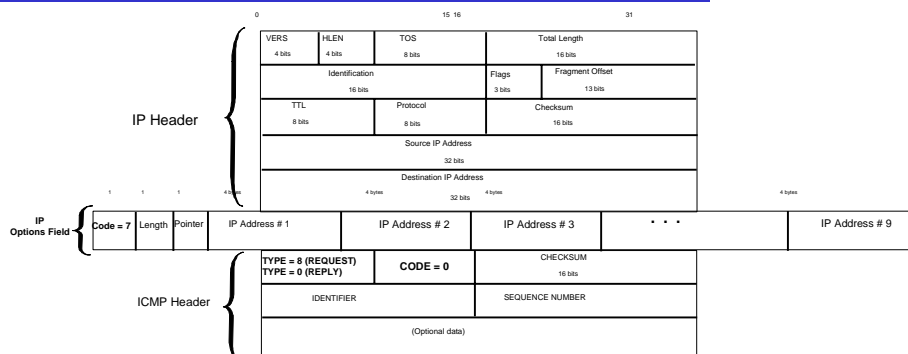 0 15 16 31
VERS HLEN TOS Total Length
4 bits 4 bits 8 bits 16 bits
Identification Flags Fragment Offset
16 bit 3 bits 13 bits
TTL Protocol Checksum
8 bits 8 bits 16 bits
IP Header
Source IP Address
32 bits
Destination IP Address
32 bits
1 1 1 4 bytes 4 bytes 4 bytes 4 bytes
IP
Options Field
Code = 7 Length Pointer IP Address # 1 IP Address # 2 IP Address # 3 . . . IP Address # 9
TYPE = 8 (REQUEST) CODE = 0 CHECKSUM
TYPE = 0 (REPLY) 16 bits
ICMP Header
IDENTIFIER SEQUENCE NUMBER
(Optional data)